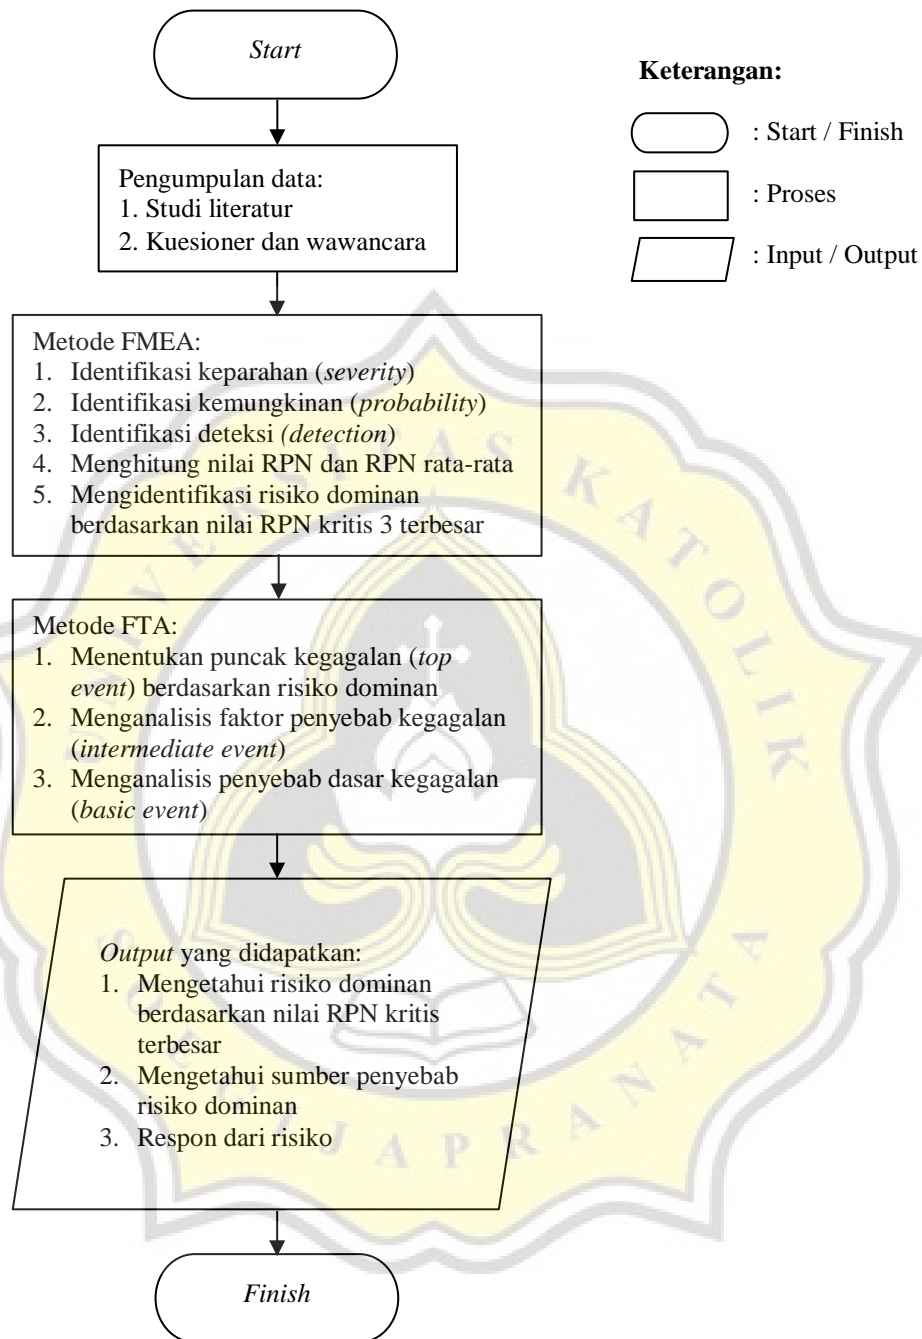 Start
Keterangan:
: Start / Finish
: Proses
: Input / Output
Pengumpulan data:
1. Studi literatur
2. Kuesioner dan wawancara
Metode FMEA:
1. Identifikasi keparahan (severity)
2. Identifikasi kemungkinan (probability)
3. Identifikasi deteksi (detection)
4. Menghitung nilai RPN dan RPN rata-rata
5. Mengidentifikasi risiko dominan
berdasarkan nilai RPN kritis 3 terbesar
Metode FTA:
1. Menentukan puncak kegagalan (top
event) berdasarkan risiko dominan
2. Menganalisis faktor penyebab kegagalan
(intermediate event)
3. Menganalisis penyebab dasar kegagalan
(basic event)
Output yang didapatkan:
1. Mengetahui risiko dominan
berdasarkan nilai RPN kritis
terbesar
2. Mengetahui sumber penyebab
risiko dominan
3. Respon dari risiko
Finish
UNIVERSITAS KATOLIK
SOEGIJAPRANATA